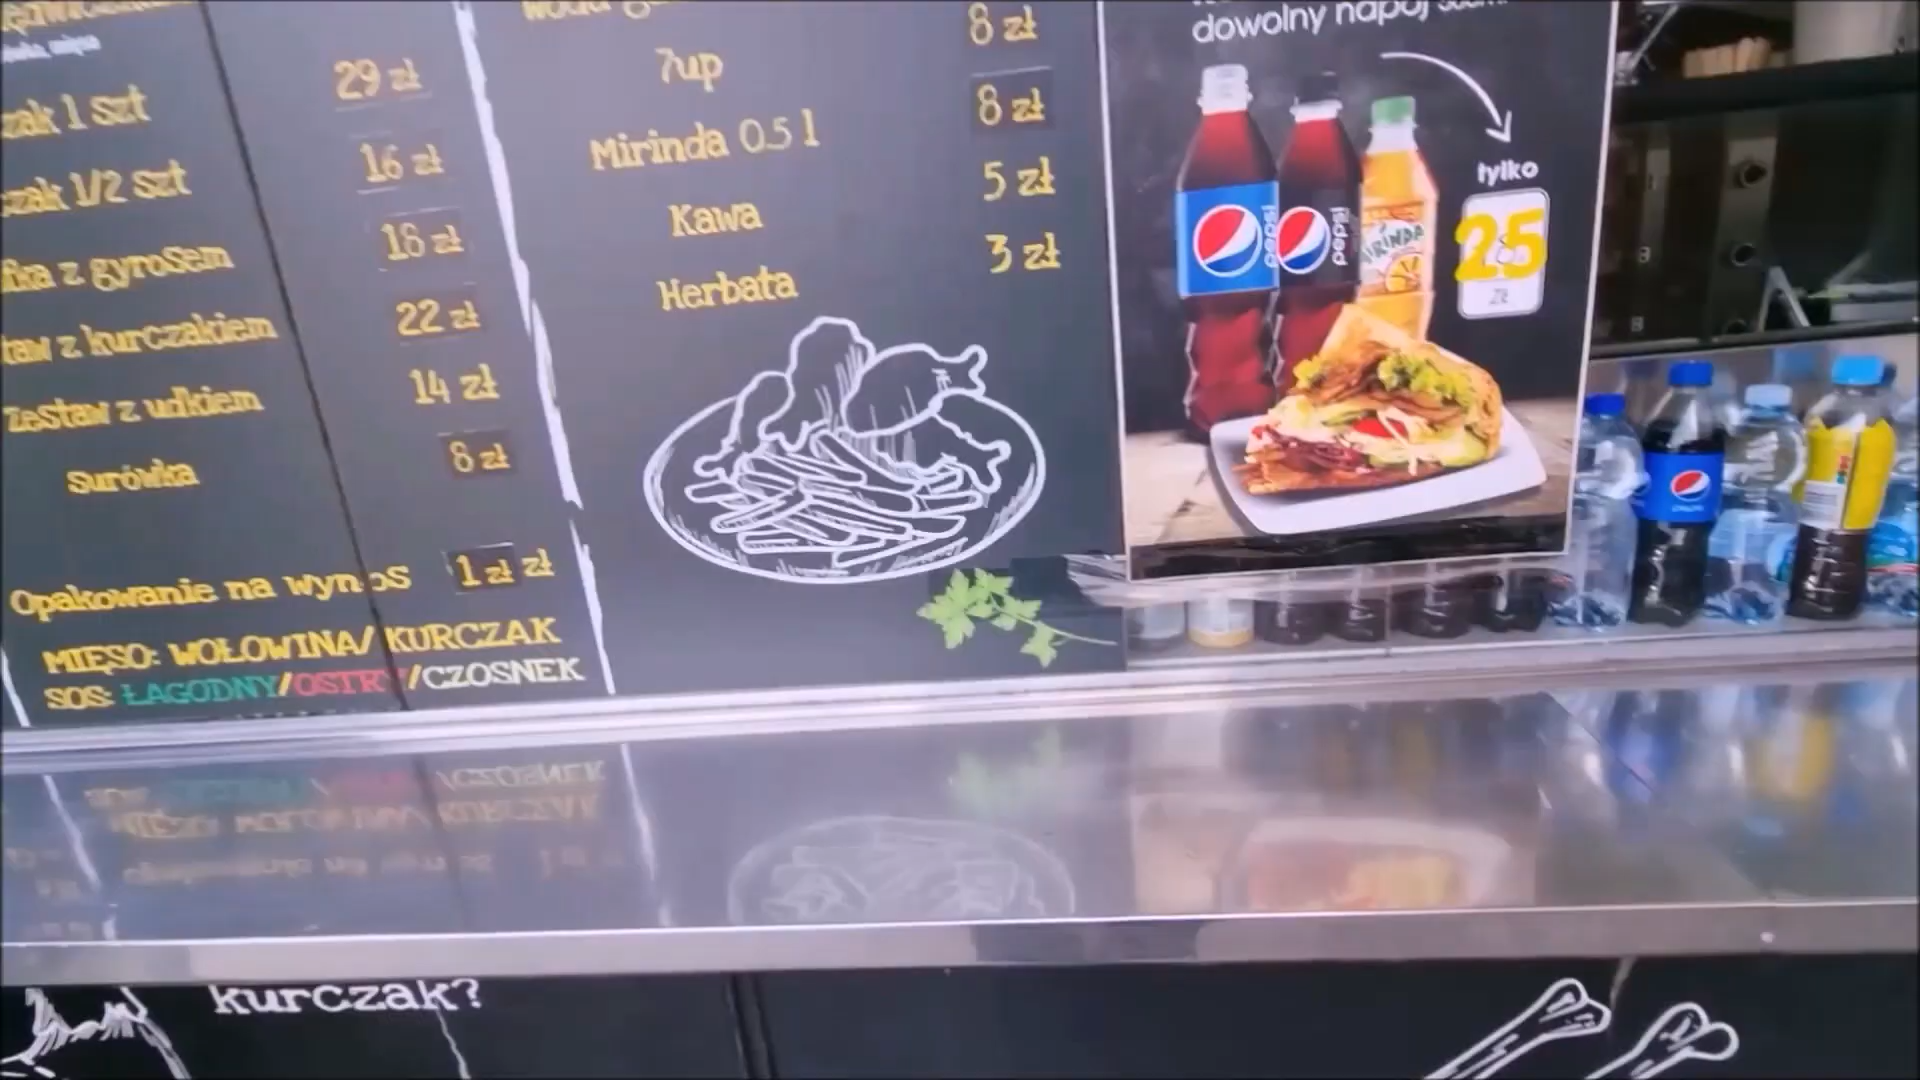 29 zł
zak 1 szt
16 zł
czak 1/2 szt
18 zł
fka z gyrosem
22 zł
taw z kurczakiem
14 zł
zestaw z udkiem
8 zł
surówka
Opakowanie na wynos 1 zł zł
MIĘSO: WOŁOWINA/ KURCZAK
SOS: ŁAGODNY/OSTRY/CZOSNEK
woda
8 zł
7up
8 zł
Mirinda 0.5 l
5 zł
Kawa
3 zł
Herbata
dowolny napój
tylko
25
zł
pepsi
pepsi
MIRINDA
kurczak?